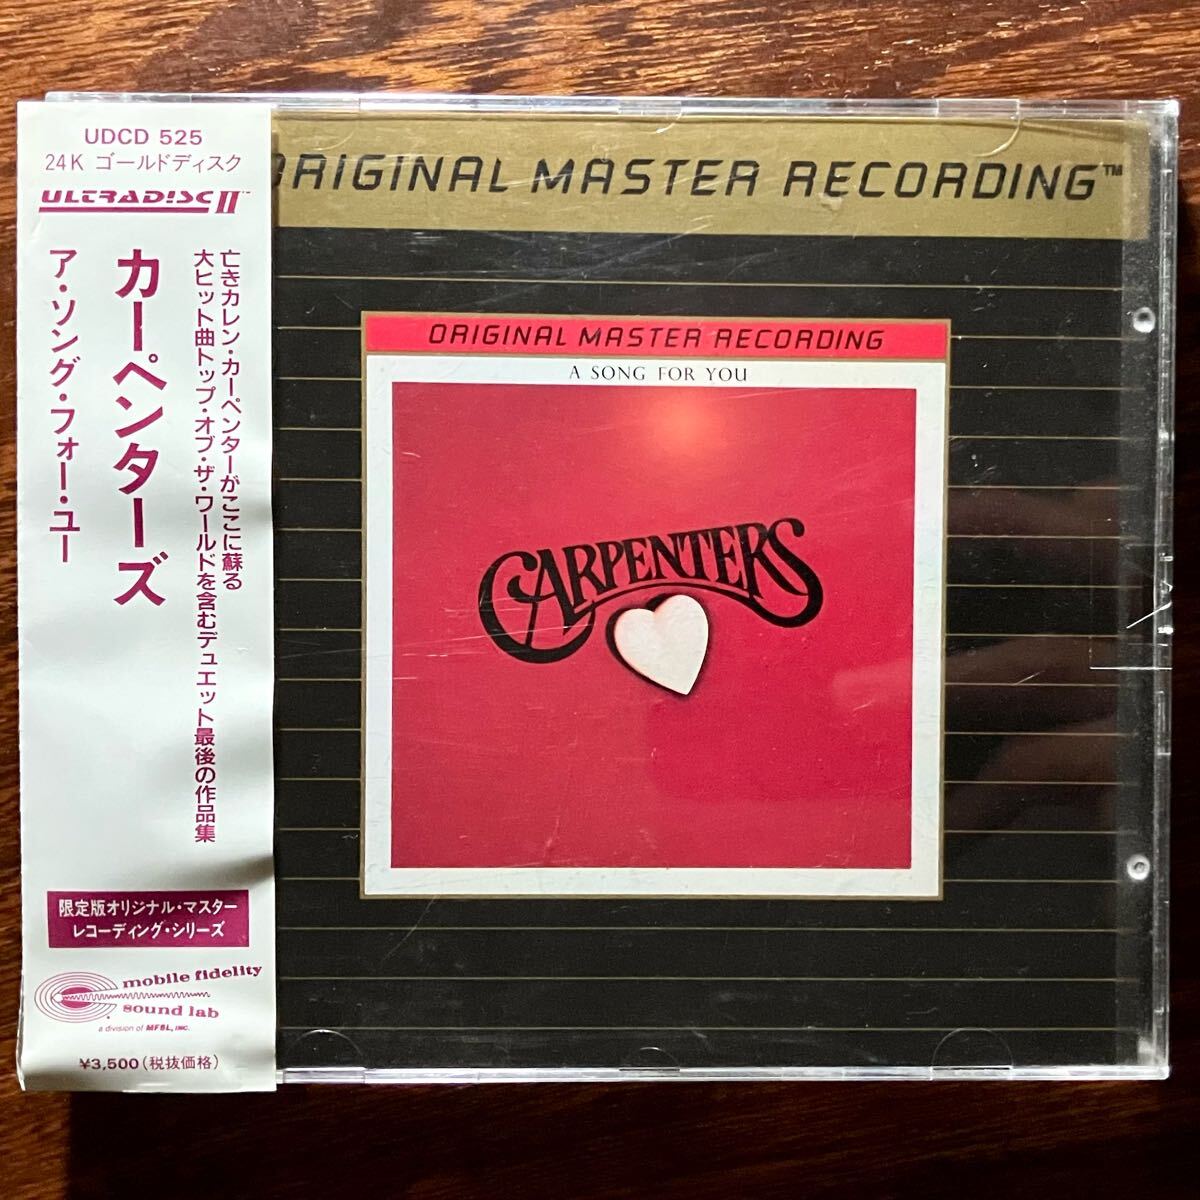 UDCD 525
24K ゴールドディスク
ULTRADISC II™
亡きカレン・カーペンターがここに蘇る
大ヒット曲トップ・オブ・ザ・ワールドを含むデュエット最後の作品集
カーペンターズ
ア・ソング・フォー・ユー
限定版オリジナル・マスター
レコーディング・シリーズ
mobile fidelity
sound lab
a division of MFSL, INC.
¥3,500(税抜価格)
ORIGINAL MASTER RECORDING™
ORIGINAL MASTER RECORDING
A SONG FOR YOU
CARPENTERS